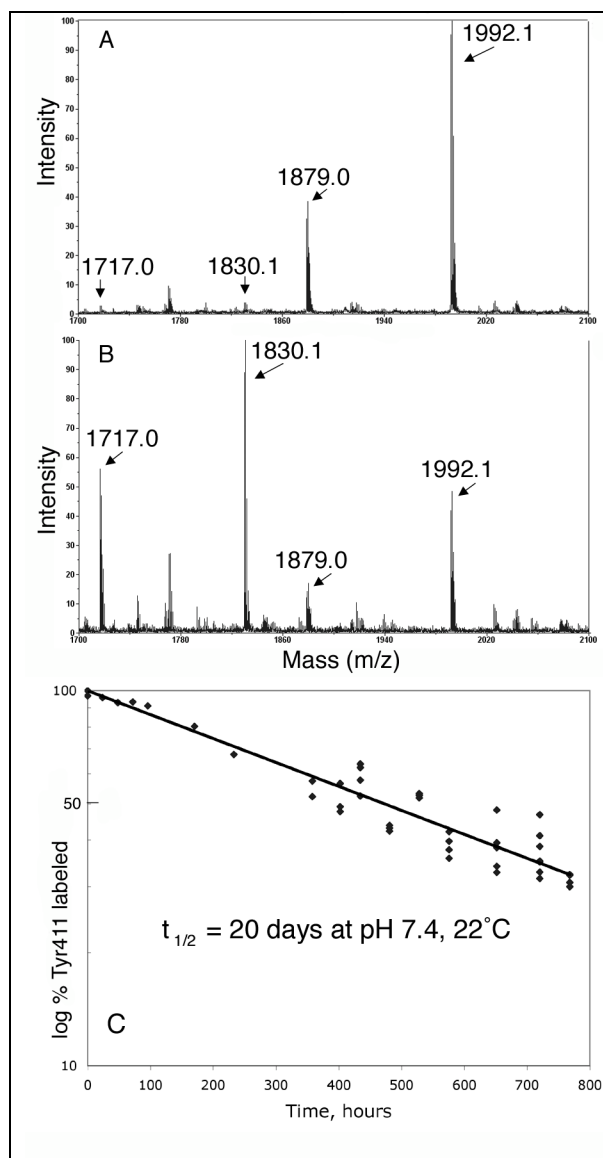 A
1992.1
1879.0
1717.0
1830.1
Intensity
100
90
80
70
60
50
40
30
20
10
0
1700 1780 1860 1940 2020 2100
B
1830.1
1717.0
1992.1
1879.0
Intensity
100
90
80
70
60
50
40
30
20
10
0
1700 1780 1860 1940 2020 2100
Mass (m/z)
100
50
10
log % Tyr411 labeled
t 1/2 = 20 days at pH 7.4, 22˚C
C
0 100 200 300 400 500 600 700 800
Time, hours